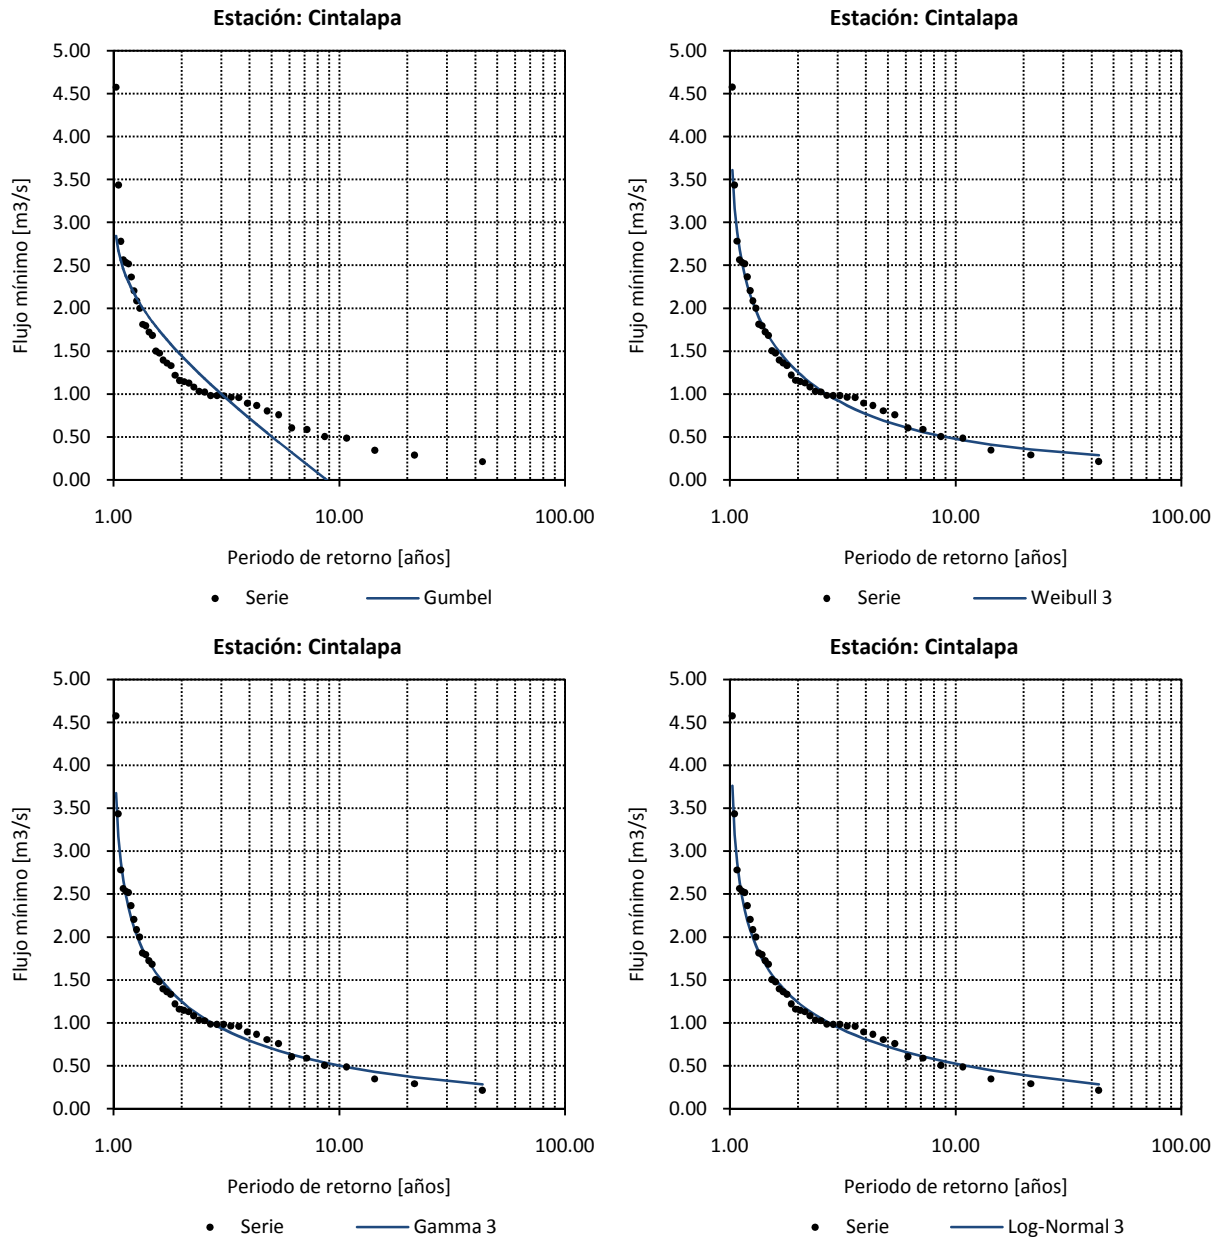 Estación: Cintalapa
5.00
4.50
4.00
3.50
3.00
2.50
2.00
1.50
1.00
0.50
0.00
Flujo mínimo [m3/s]
1.00 10.00 100.00
Periodo de retorno [años]
Serie Gumbel
Estación: Cintalapa
5.00
4.50
4.00
3.50
3.00
2.50
2.00
1.50
1.00
0.50
0.00
Flujo mínimo [m3/s]
1.00 10.00 100.00
Periodo de retorno [años]
Serie Weibull 3
Estación: Cintalapa
5.00
4.50
4.00
3.50
3.00
2.50
2.00
1.50
1.00
0.50
0.00
Flujo mínimo [m3/s]
1.00 10.00 100.00
Periodo de retorno [años]
Serie Gamma 3
Estación: Cintalapa
5.00
4.50
4.00
3.50
3.00
2.50
2.00
1.50
1.00
0.50
0.00
Flujo mínimo [m3/s]
1.00 10.00 100.00
Periodo de retorno [años]
Serie Log-Normal 3